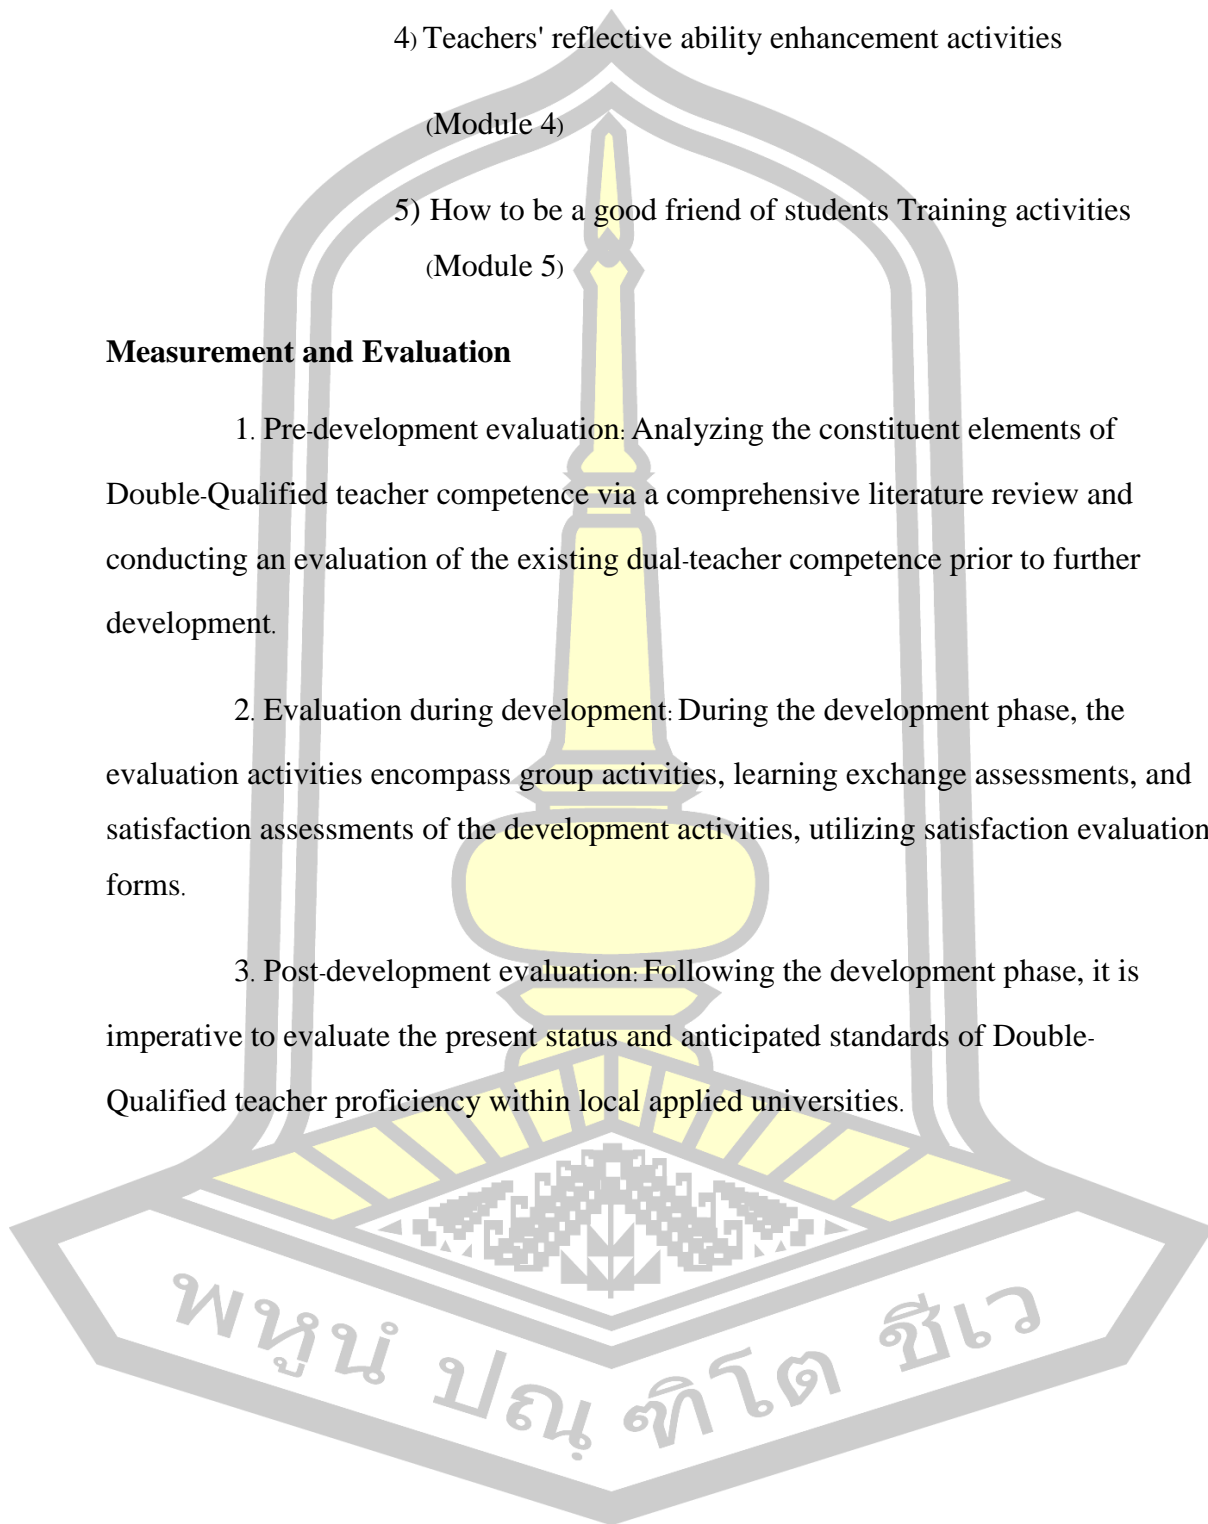 4) Teachers' reflective ability enhancement activities
(Module 4)
5) How to be a good friend of students Training activities
(Module 5)
Measurement and Evaluation
1. Pre-development evaluation: Analyzing the constituent elements of
Double-Qualified teacher competence via a comprehensive literature review and
conducting an evaluation of the existing dual-teacher competence prior to further
development.
2. Evaluation during development: During the development phase, the
evaluation activities encompass group activities, learning exchange assessments, and
satisfaction assessments of the development activities, utilizing satisfaction evaluation
forms.
3. Post-development evaluation: Following the development phase, it is
imperative to evaluate the present status and anticipated standards of Double-
Qualified teacher proficiency within local applied universities.
พหูนํ ปณฺ ฑิโต ชีเว